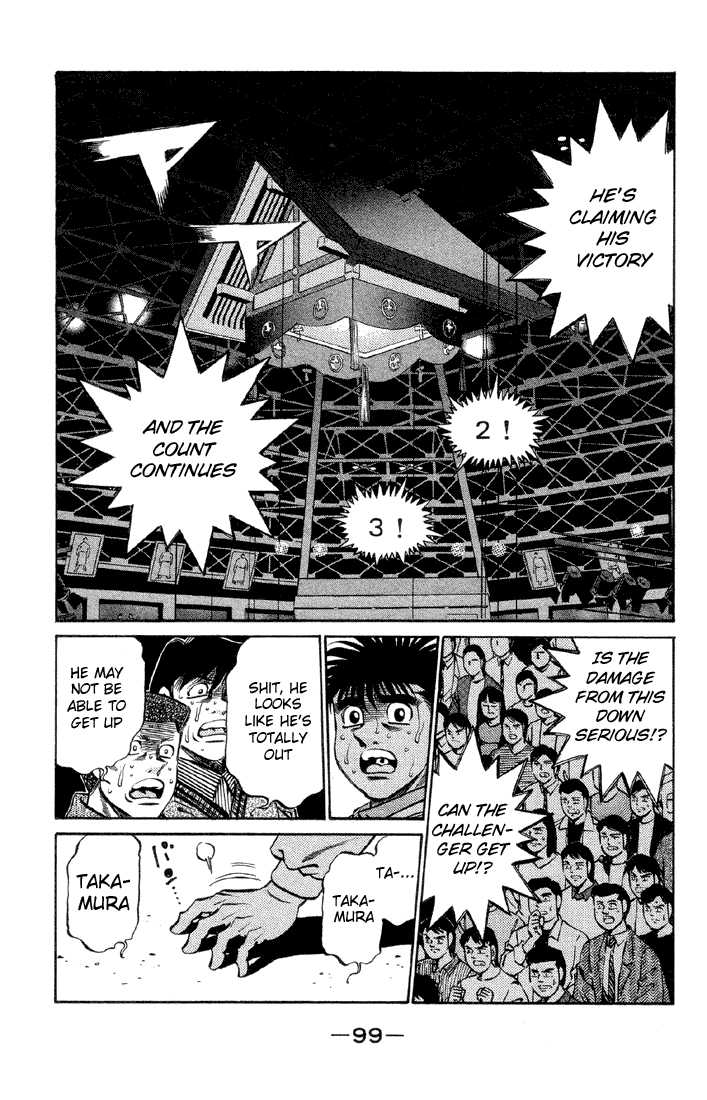 HE'S
CLAIMING
HIS
VICTORY
AND THE
COUNT
CONTINUES
2!
3!
IS THE
DAMAGE
FROM THIS
DOWN
SERIOUS!?
CAN THE
CHALLEN-
GER GET
UP!?
SHIT, HE
LOOKS
LIKE HE'S
TOTALLY
OUT
HE MAY
NOT BE
ABLE TO
GET UP
TA-...
TAKA-
MURA
TAKA-
MURA
—99—